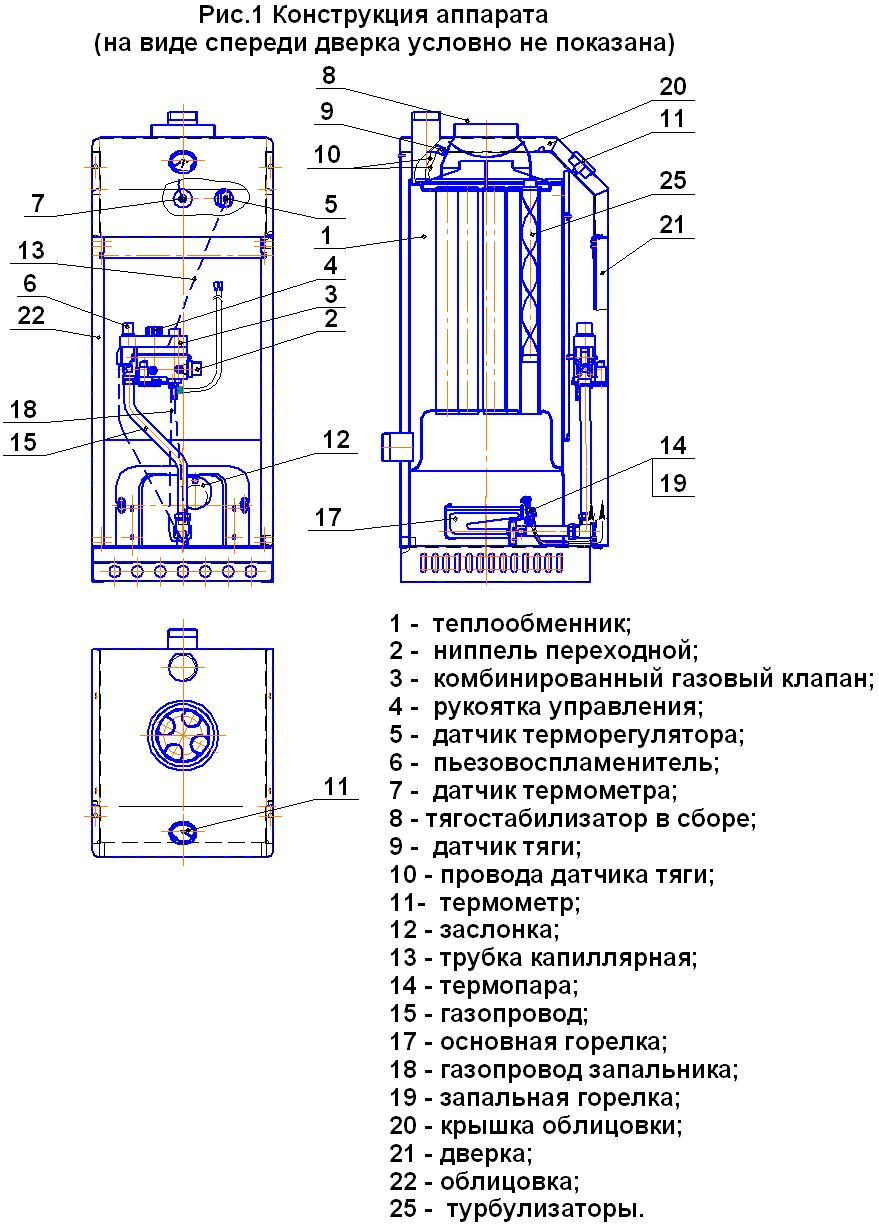 Рис.1 Конструкция аппарата
(на виде спереди дверка условно не показана)
8
20
9
11
10
7
5
25
1
21
13
4
6
3
22
2
18
15
12
14
19
17
11
1 - теплообменник;
2 - ниппель переходной;
3 - комбинированный газовый клапан;
4 - рукоятка управления;
5 - датчик терморегулятора;
6 - пьезовоспламенитель;
7 - датчик термометра;
8 - тягостабилизатор в сборе;
9 - датчик тяги;
10 - провода датчика тяги;
11- термометр;
12 - заслонка;
13 - трубка капиллярная;
14 - термопара;
15 - газопровод;
17 - основная горелка;
18 - газопровод запальника;
19 - запальная горелка;
20 - крышка облицовки;
21 - дверка;
22 - облицовка;
25 - турбулизаторы.